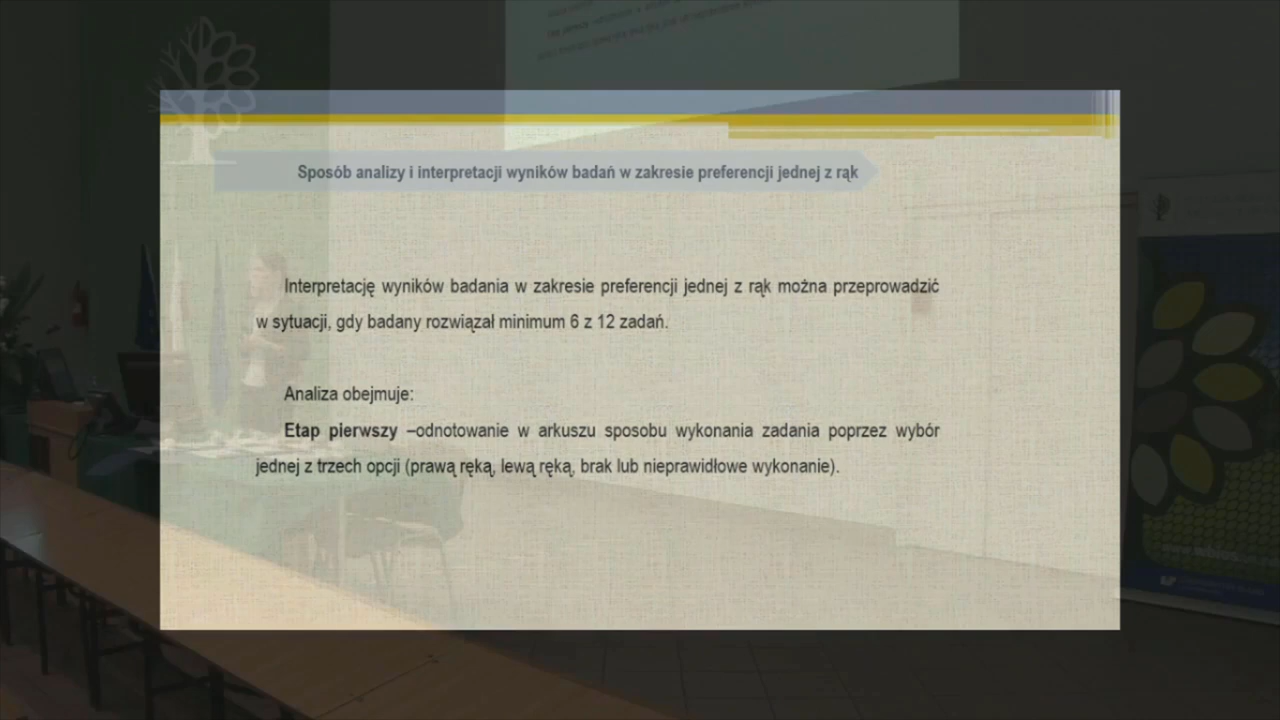 Sposób analizy i interpretacji wyników badań w zakresie preferencji jednej z rąk
Interpretację wyników badania w zakresie preferencji jednej z rąk można przeprowadzić
w sytuacji, gdy badany rozwiązał minimum 6 z 12 zadań.
Analiza obejmuje:
Etap pierwszy –odnotowanie w arkuszu sposobu wykonania zadania poprzez wybór
jednej z trzech opcji (prawą ręką, lewą ręką, brak lub nieprawidłowe wykonanie).